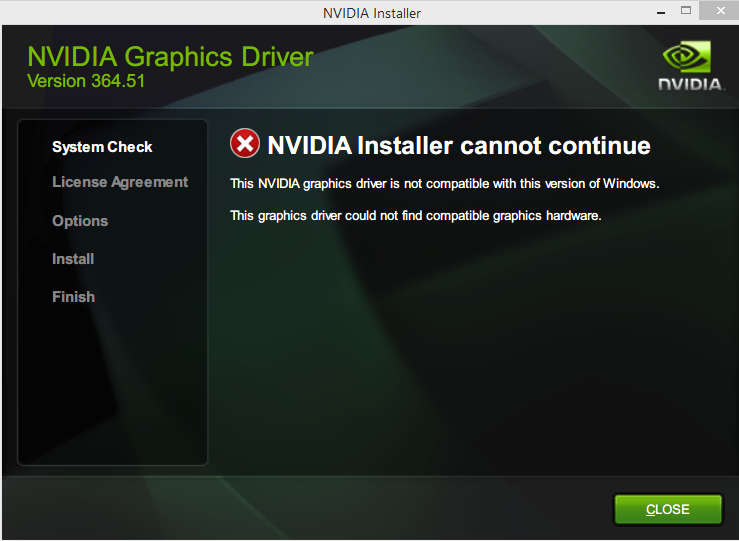 NVIDIA Installer
NVIDIA Graphics Driver
Version 364.51
NVIDIA.
System Check
License Agreement
Options
Install
Finish
NVIDIA Installer cannot continue
This NVIDIA graphics driver is not compatible with this version of Windows.
This graphics driver could not find compatible graphics hardware.
CLOSE